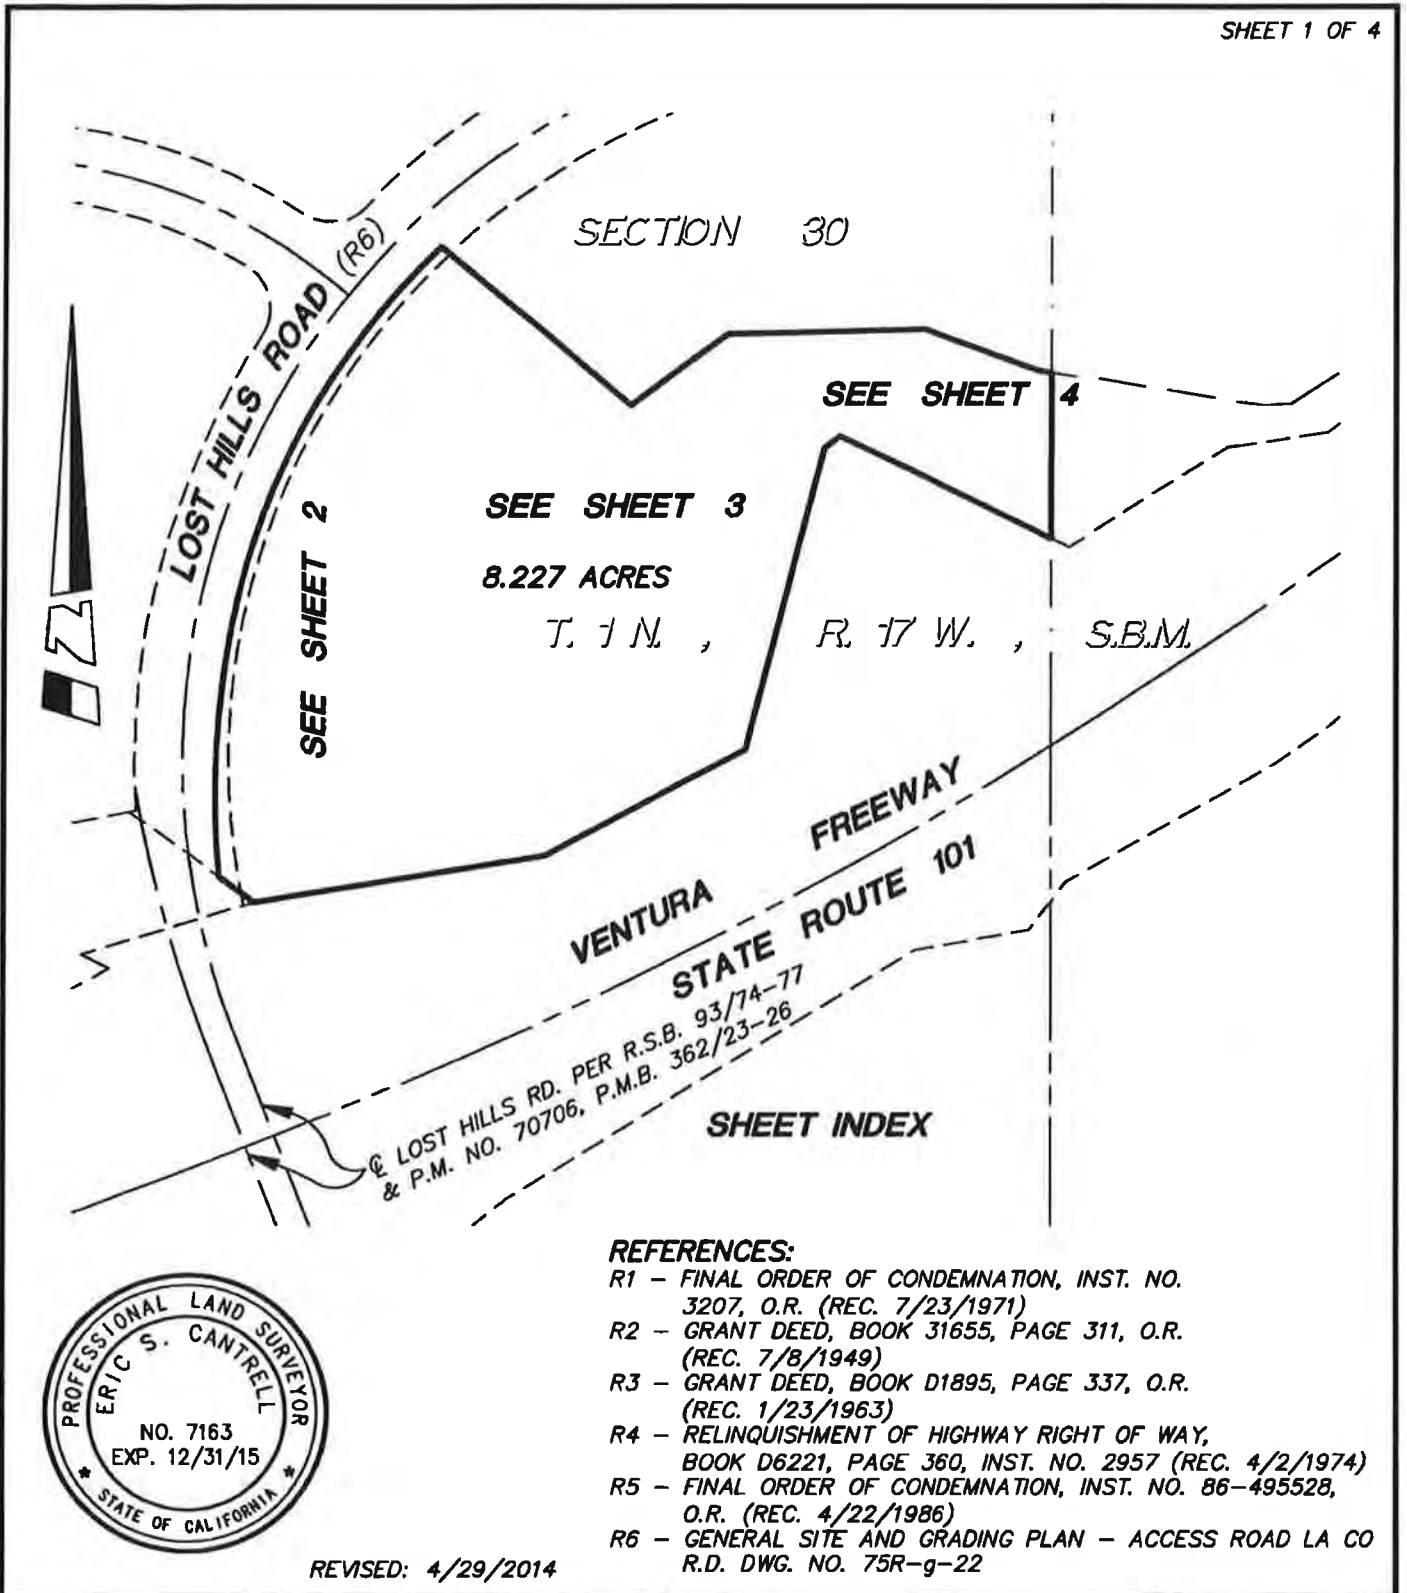 SHEET 1 OF 4
SECTION 30
LOST HILLS ROAD (R6)
SEE SHEET 4
SEE SHEET 2
SEE SHEET 3
8.227 ACRES
T. 1 N. , R. 17 W. , S.B.M.
VENTURA FREEWAY
STATE ROUTE 101
℄ LOST HILLS RD. PER R.S.B. 93/74-77
& P.M. NO. 70706, P.M.B. 362/23-26
SHEET INDEX
REFERENCES:
R1 - FINAL ORDER OF CONDEMNATION, INST. NO.
3207, O.R. (REC. 7/23/1971)
R2 - GRANT DEED, BOOK 31655, PAGE 311, O.R.
(REC. 7/8/1949)
R3 - GRANT DEED, BOOK D1895, PAGE 337, O.R.
(REC. 1/23/1963)
R4 - RELINQUISHMENT OF HIGHWAY RIGHT OF WAY,
BOOK D6221, PAGE 360, INST. NO. 2957 (REC. 4/2/1974)
R5 - FINAL ORDER OF CONDEMNATION, INST. NO. 86-495528,
O.R. (REC. 4/22/1986)
R6 - GENERAL SITE AND GRADING PLAN - ACCESS ROAD LA CO
R.D. DWG. NO. 75R-g-22
PROFESSIONAL LAND SURVEYOR
ERIC S. CANTRELL
NO. 7163
EXP. 12/31/15
STATE OF CALIFORNIA
REVISED: 4/29/2014
N